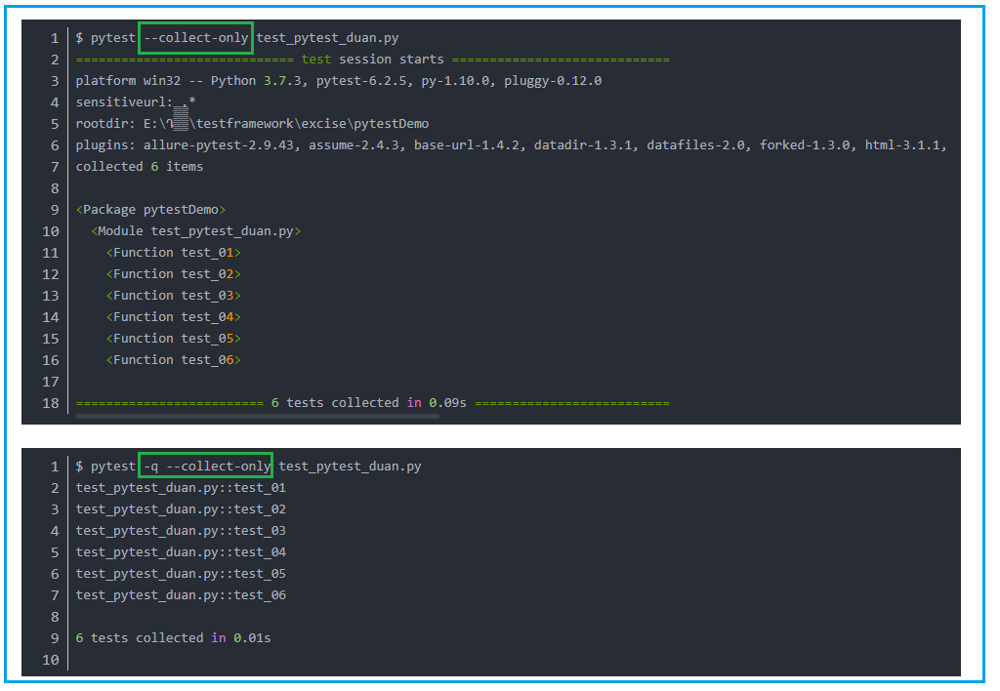 1 $ pytest --collect-only test_pytest_duan.py
2 ============================= test session starts =============================
3 platform win32 -- Python 3.7.3, pytest-6.2.5, py-1.10.0, pluggy-0.12.0
4 sensitiveurl: .*
5 rootdir: E:\\testframework\excise\pytestDemo
6 plugins: allure-pytest-2.9.43, assume-2.4.3, base-url-1.4.2, datadir-1.3.1, datafiles-2.0, forked-1.3.0, html-3.1.1,
7 collected 6 items
8
9 <Package pytestDemo>
10 <Module test_pytest_duan.py>
11 <Function test_01>
12 <Function test_02>
13 <Function test_03>
14 <Function test_04>
15 <Function test_05>
16 <Function test_06>
17
18 ========================= 6 tests collected in 0.09s ==========================
1 $ pytest -q --collect-only test_pytest_duan.py
2 test_pytest_duan.py::test_01
3 test_pytest_duan.py::test_02
4 test_pytest_duan.py::test_03
5 test_pytest_duan.py::test_04
6 test_pytest_duan.py::test_05
7 test_pytest_duan.py::test_06
8
9 6 tests collected in 0.01s
10